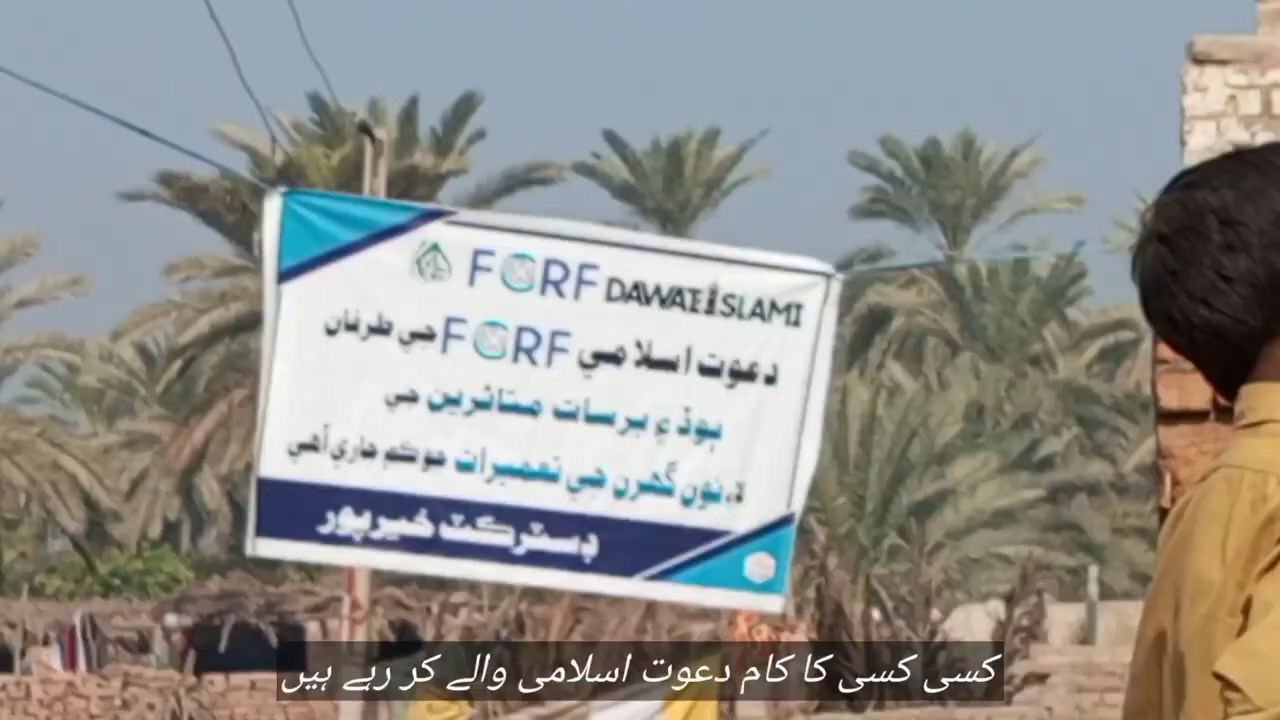 FGRF DAWATEISLAMI
دعوت اسلامي FGRF جي طرفان
ٻوڏ ۽ برسات متاثرين جي
لاءِ نون گھرن جي تعميرات جو ڪم جاري آهي
ڊسٽرڪٽ خيرپور
کسی کسی کا کام دعوت اسلامی والے کر رہے ہیں